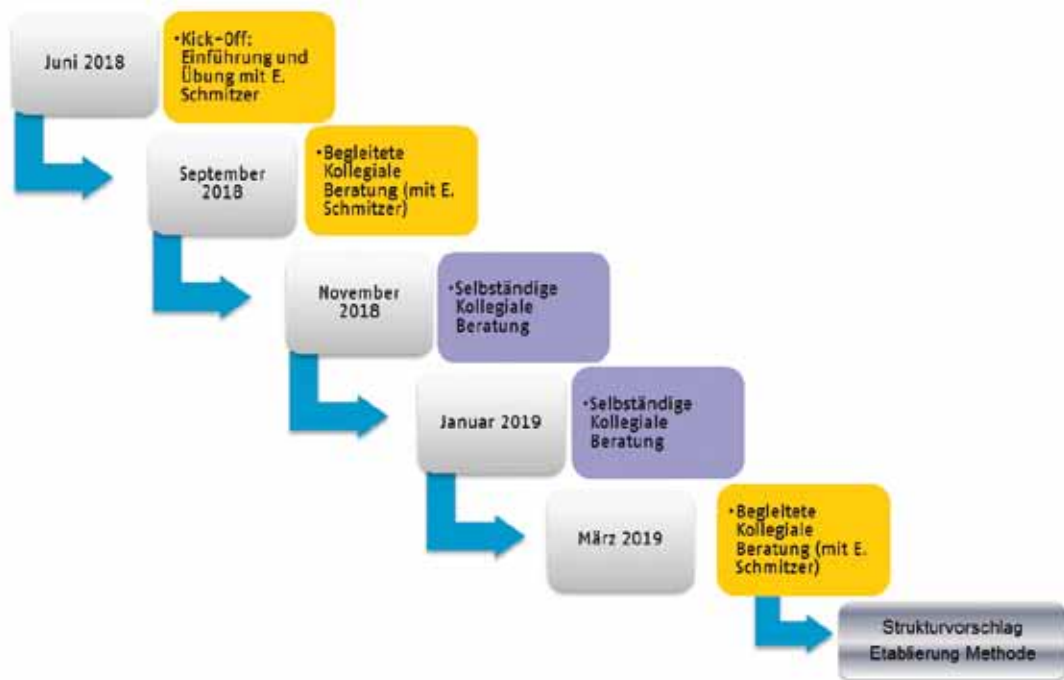 Juni 2018
•Kick-Off:
Einführung und
Übung mit E.
Schmitzer
September
2018
•Begleitete
Kollegiale
Beratung (mit E.
Schmitzer)
November
2018
•Selbständige
Kollegiale
Beratung
Januar 2019
•Selbständige
Kollegiale
Beratung
März 2019
•Begleitete
Kollegiale
Beratung (mit E.
Schmitzer)
Strukturvorschlag
Etablierung Methode